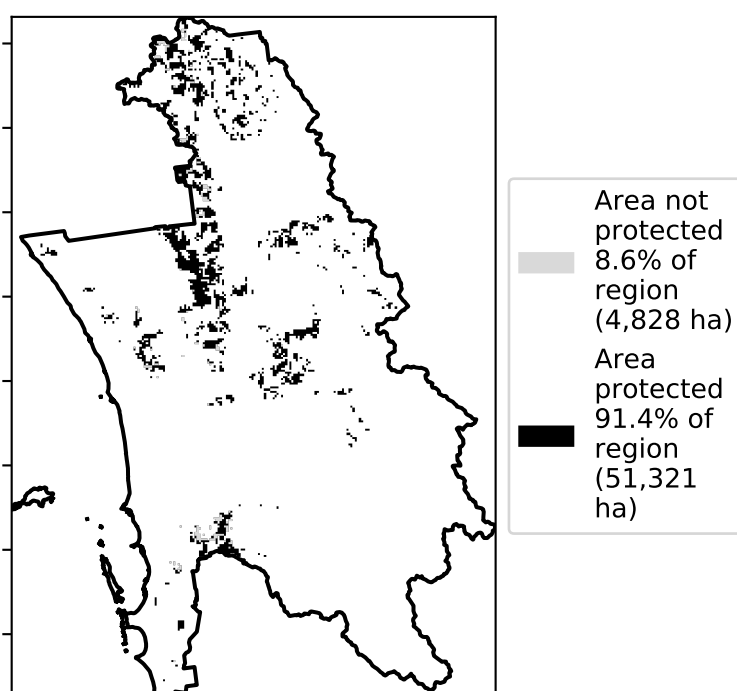 Area not
protected
8.6% of
region
(4,828 ha)
Area
protected
91.4% of
region
(51,321
ha)